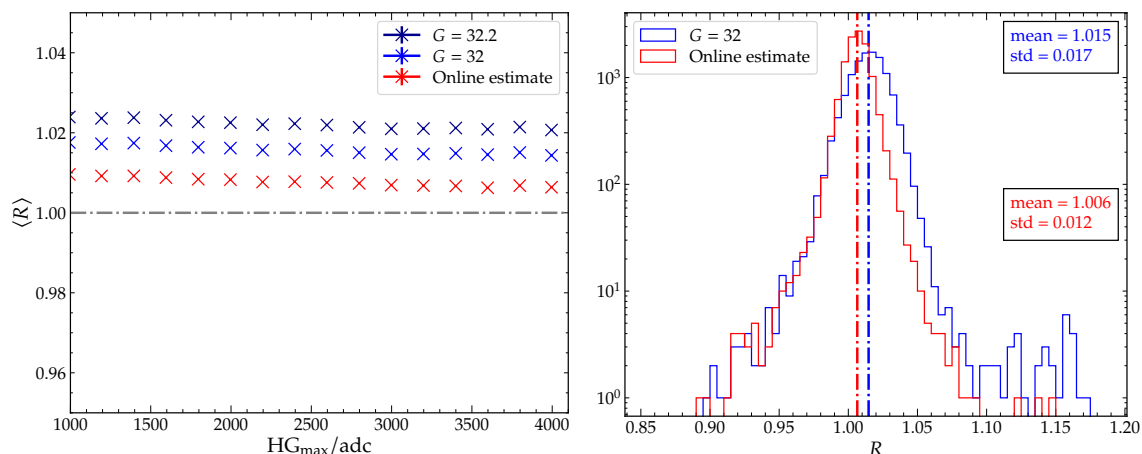 1.04
1.02
1.00
0.98
0.96
⟨R⟩
G = 32.2
G = 32
Online estimate
1000 1500 2000 2500 3000 3500 4000
HGmax/adc
10³
10²
10¹
10⁰
G = 32
Online estimate
mean = 1.015
std = 0.017
mean = 1.006
std = 0.012
0.85 0.90 0.95 1.00 1.05 1.10 1.15 1.20
R